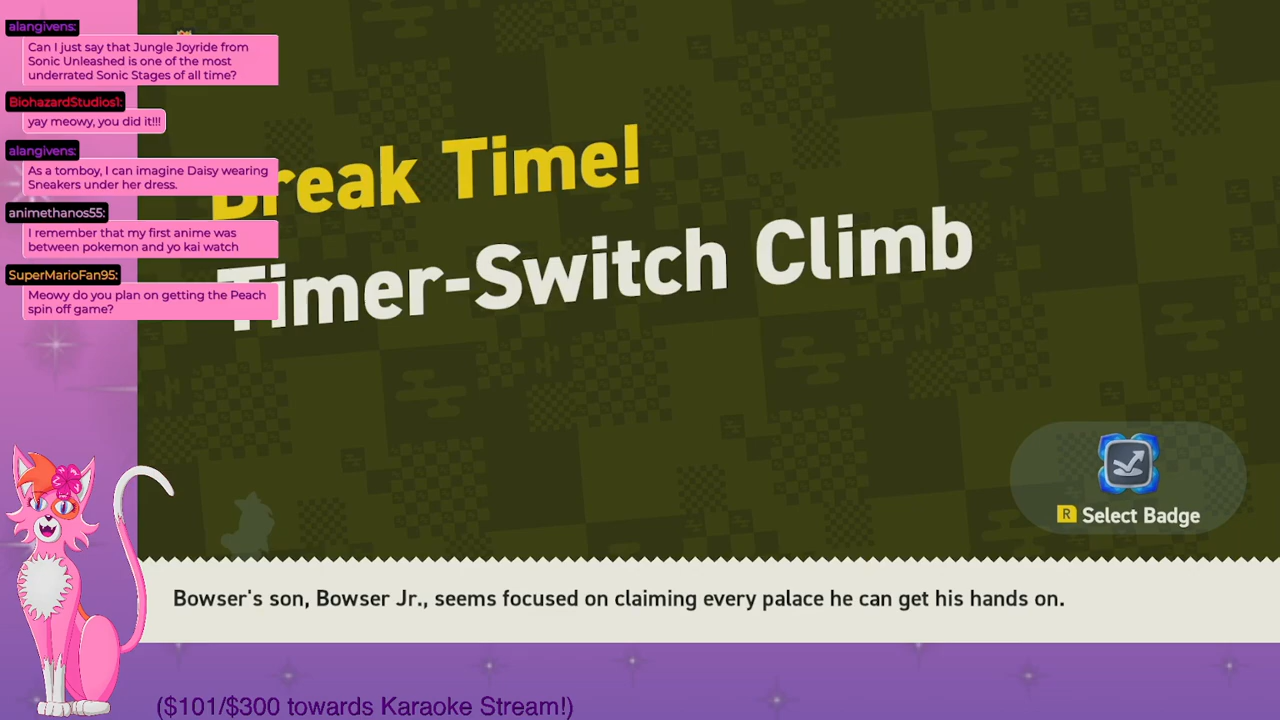 alangivens:
Can I just say that Jungle Joyride from
Sonic Unleashed is one of the most
underrated Sonic Stages of all time?
BiohazardStudios1:
yay meowy, you did it!!!
alangivens:
As a tomboy, I can imagine Daisy wearing
Sneakers under her dress.
animethanos55:
I remember that my first anime was
between pokemon and yo kai watch
SuperMarioFan95:
Meowy do you plan on getting the Peach
spin off game?
Break Time!
Timer-Switch Climb
R Select Badge
Bowser's son, Bowser Jr., seems focused on claiming every palace he can get his hands on.
($101/$300 towards Karaoke Stream!)